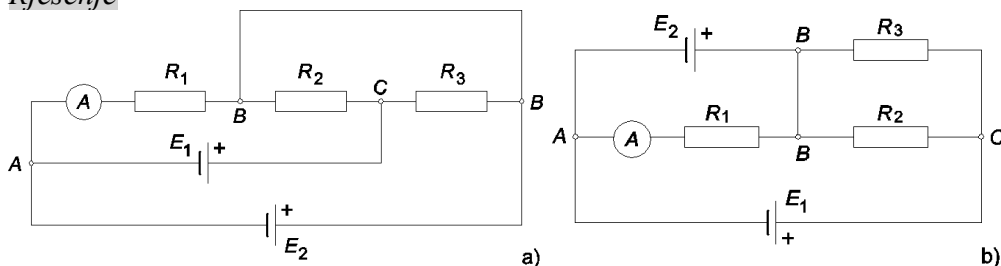 Rješenje
E2 + B R3
R1 R2 C R3
A B B
A R1 R2
A B C
E1 +
A
+ E1
+
E2
a) b)